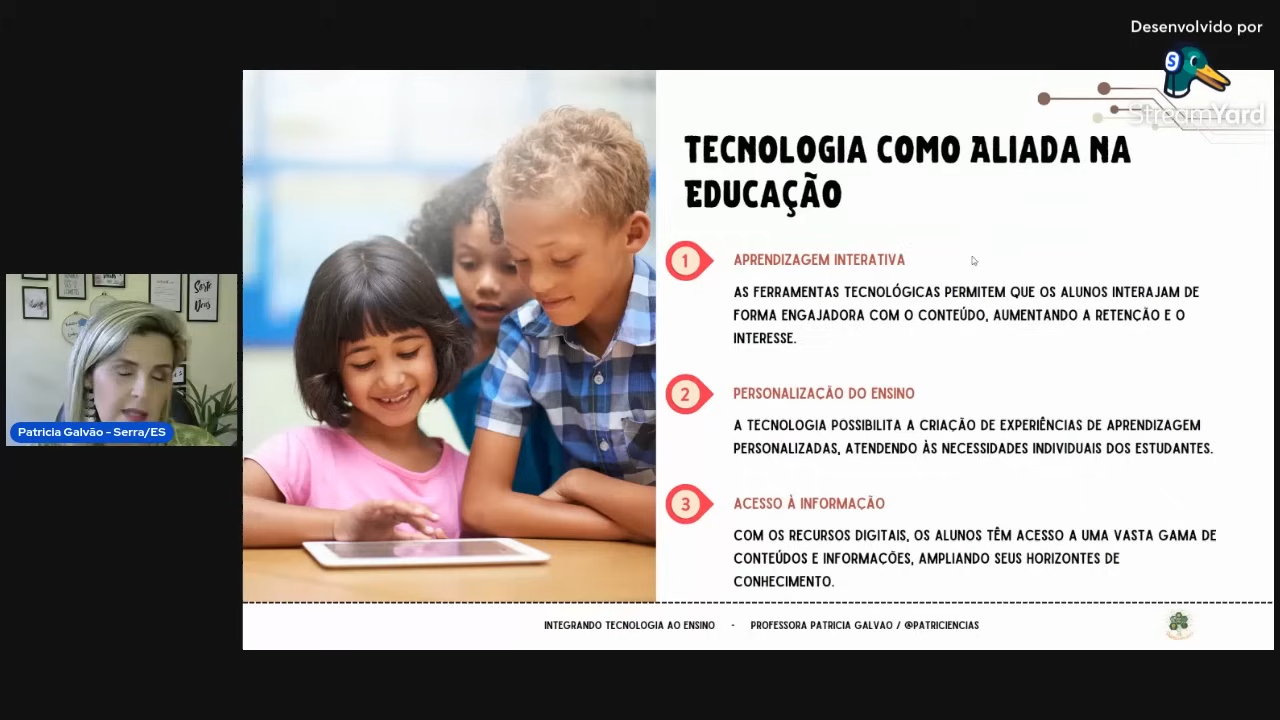 Desenvolvido por
StreamYard
TECNOLOGIA COMO ALIADA NA
EDUCAÇÃO
1
APRENDIZAGEM INTERATIVA
AS FERRAMENTAS TECNOLÓGICAS PERMITEM QUE OS ALUNOS INTERAJAM DE
FORMA ENGAJADORA COM O CONTEÚDO, AUMENTANDO A RETENÇÃO E O
INTERESSE.
2
PERSONALIZAÇÃO DO ENSINO
A TECNOLOGIA POSSIBILITA A CRIAÇÃO DE EXPERIÊNCIAS DE APRENDIZAGEM
PERSONALIZADAS, ATENDENDO ÀS NECESSIDADES INDIVIDUAIS DOS ESTUDANTES.
3
ACESSO À INFORMAÇÃO
COM OS RECURSOS DIGITAIS, OS ALUNOS TÊM ACESSO A UMA VASTA GAMA DE
CONTEÚDOS E INFORMAÇÕES, AMPLIANDO SEUS HORIZONTES DE
CONHECIMENTO.
INTEGRANDO TECNOLOGIA AO ENSINO - PROFESSORA PATRICIA GALVAO / @PATRICIENCIAS
Deus
Patricia Galvão - Serra/ES